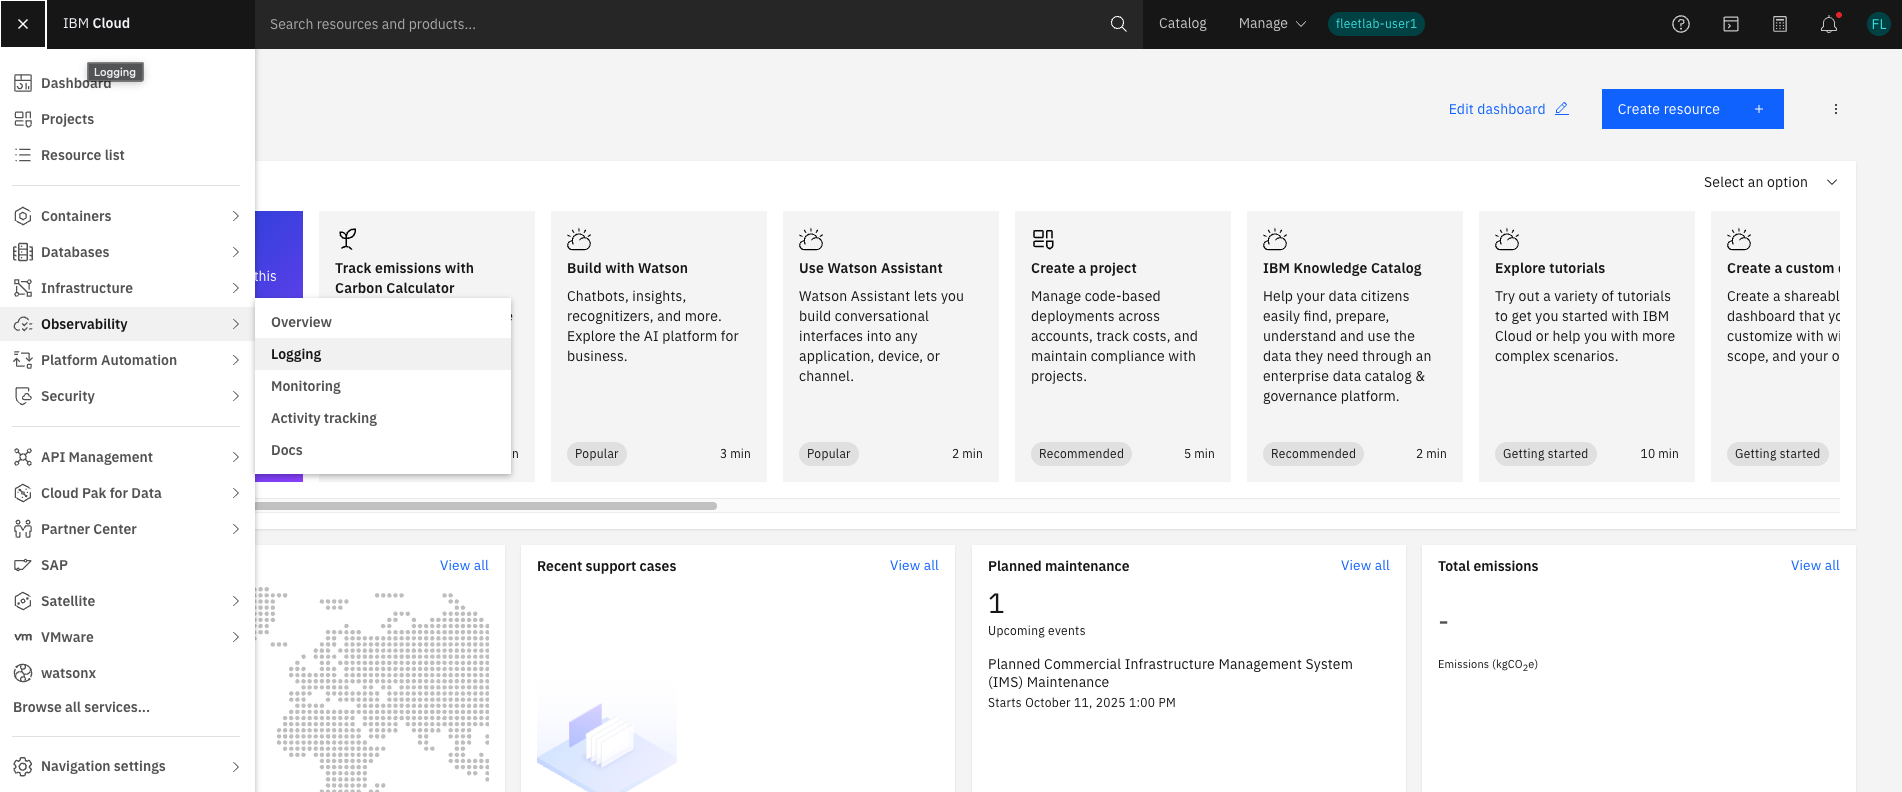 IBM Cloud
Search resources and products...
Catalog
Manage
fleetlab-user1
FL
Logging
Dashboard
Projects
Resource list
Containers
Databases
Infrastructure
Observability
Platform Automation
Security
API Management
Cloud Pak for Data
Partner Center
SAP
Satellite
vm VMware
watsonx
Browse all services...
Navigation settings
Overview
Logging
Monitoring
Activity tracking
Docs
Edit dashboard
Create resource +
Select an option
this
Track emissions with
Carbon Calculator
Build with Watson
Chatbots, insights,
recognitizers, and more.
Explore the AI platform for
business.
Popular
3 min
Use Watson Assistant
Watson Assistant lets you
build conversational
interfaces into any
application, device, or
channel.
Popular
2 min
Create a project
Manage code-based
deployments across
accounts, track costs, and
maintain compliance with
projects.
Recommended
5 min
IBM Knowledge Catalog
Help your data citizens
easily find, prepare,
understand and use the
data they need through an
enterprise data catalog &
governance platform.
Recommended
2 min
Explore tutorials
Try out a variety of tutorials
to get you started with IBM
Cloud or help you with more
complex scenarios.
Getting started
10 min
Create a custom
Create a shareabl
dashboard that yo
customize with wi
scope, and your o
Getting started
View all
Recent support cases
View all
Planned maintenance
View all
1
Upcoming events
Planned Commercial Infrastructure Management System
(IMS) Maintenance
Starts October 11, 2025 1:00 PM
Total emissions
View all
-
Emissions (kgCO2e)